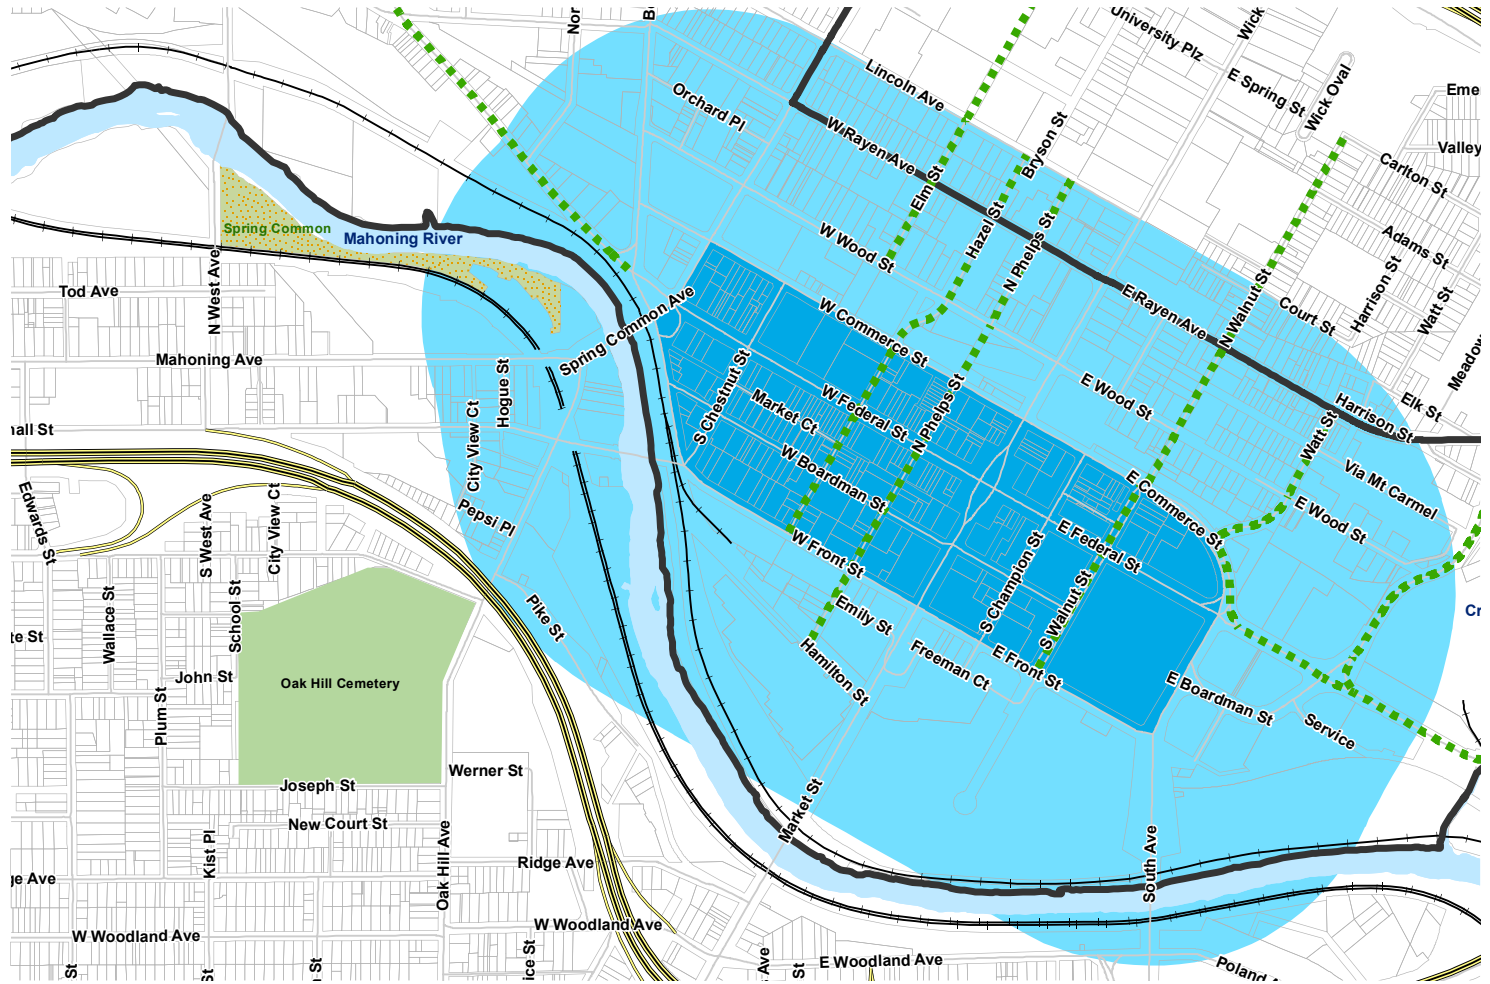 University Plz
Wick
Lincoln Ave
E Spring St
Wick Oval
Orchard Pl
W Rayen Ave
Bryson St
Valley
Carlton St
Elm St
Spring Common
Mahoning River
Hazel St
N Phelps St
W Wood St
Adams St
Harrison St
Tod Ave
N West Ave
Spring Common Ave
W Commerce St
E Rayen Ave
N Walnut St
Court St
Watt St
Mahoning Ave
Hogue St
S Chestnut St
Market Ct
W Federal St
N Phelps St
E Wood St
Harrison St
Elk St
Meadow
City View Ct
W Boardman St
Watt St
Via Mt Carmel
Edwards St
S West Ave
City View Ct
Pepsi Pl
W Front St
E Commerce St
E Federal St
E Wood St
Wallace St
School St
Pike St
Emily St
S Champion St
S Walnut St
John St
Oak Hill Cemetery
Hamilton St
Freeman Ct
E Front St
E Boardman St
Service
Plum St
Joseph St
Werner St
New Court St
Market St
Kist Pl
Oak Hill Ave
Ridge Ave
South Ave
W Woodland Ave
W Woodland Ave
E Woodland Ave
St
St
St
Ave
St
Poland